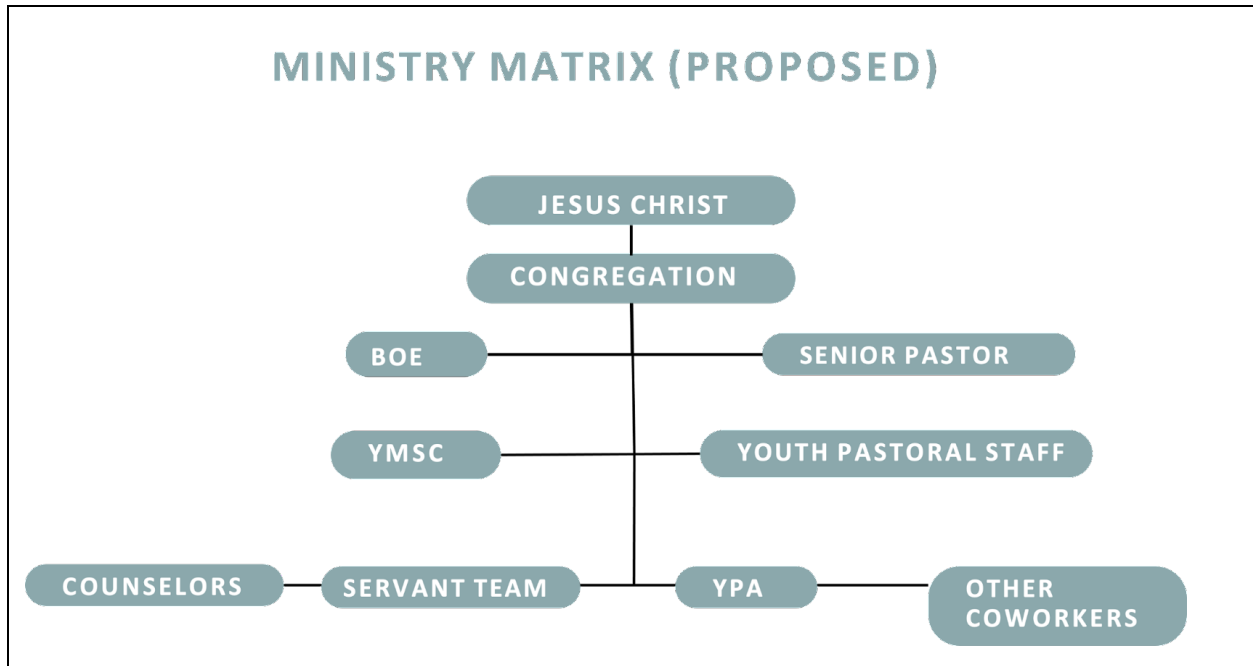 MINISTRY MATRIX (PROPOSED)
JESUS CHRIST
CONGREGATION
BOE
SENIOR PASTOR
YMSC
YOUTH PASTORAL STAFF
COUNSELORS
SERVANT TEAM
YPA
OTHER
COWORKERS